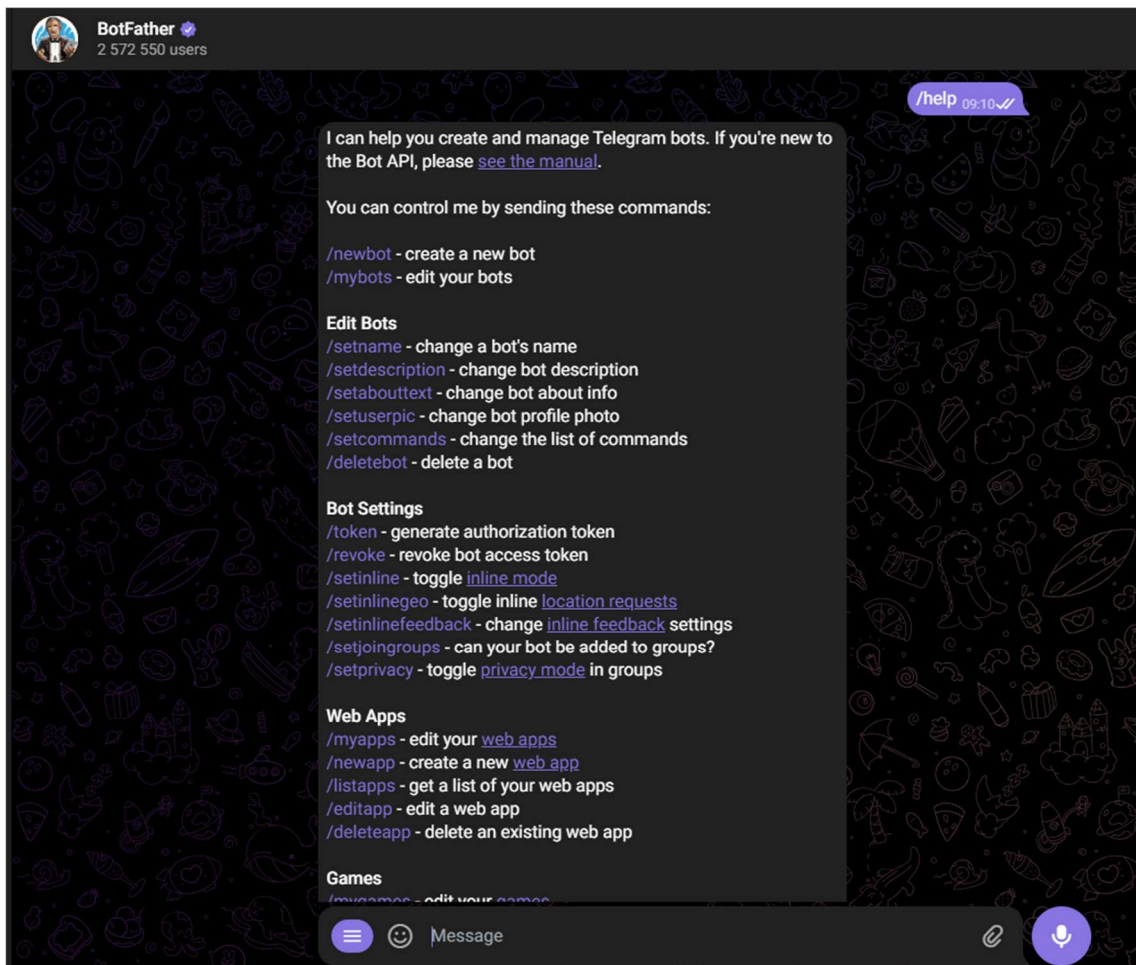 BotFather
2 572 550 users
/help 09:10
I can help you create and manage Telegram bots. If you're new to
the Bot API, please see the manual.
You can control me by sending these commands:
/newbot - create a new bot
/mybots - edit your bots
Edit Bots
/setname - change a bot's name
/setdescription - change bot description
/setabouttext - change bot about info
/setuserpic - change bot profile photo
/setcommands - change the list of commands
/deletebot - delete a bot
Bot Settings
/token - generate authorization token
/revoke - revoke bot access token
/setinline - toggle inline mode
/setinlinegeo - toggle inline location requests
/setinlinefeedback - change inline feedback settings
/setjoingroups - can your bot be added to groups?
/setprivacy - toggle privacy mode in groups
Web Apps
/myapps - edit your web apps
/newapp - create a new web app
/listapps - get a list of your web apps
/editapp - edit a web app
/deleteapp - delete an existing web app
Games
/mygames - edit your games
Message